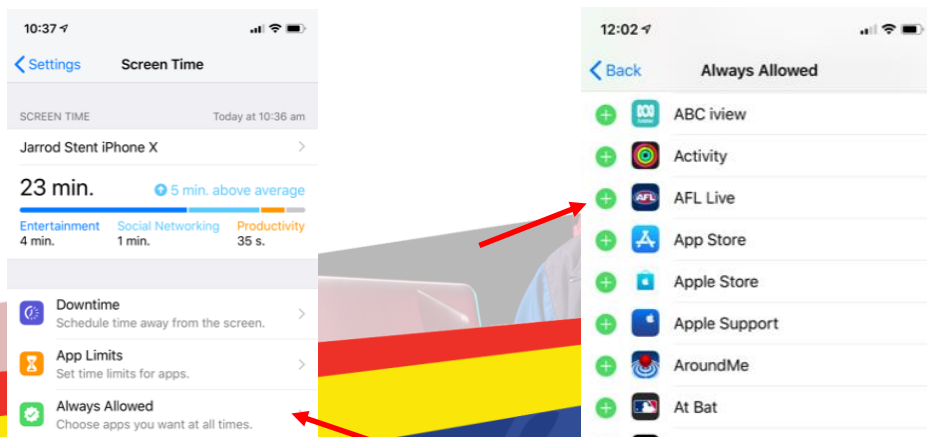 10:37
Settings Screen Time
SCREEN TIME Today at 10:36 am
Jarrod Stent iPhone X
23 min. 5 min. above average
Entertainment Social Networking Productivity
4 min. 1 min. 35 s.
Downtime
Schedule time away from the screen.
App Limits
Set time limits for apps.
Always Allowed
Choose apps you want at all times.
12:02
Back Always Allowed
ABC iview
Activity
AFL Live
AFL
App Store
Apple Store
Apple Support
AroundMe
At Bat